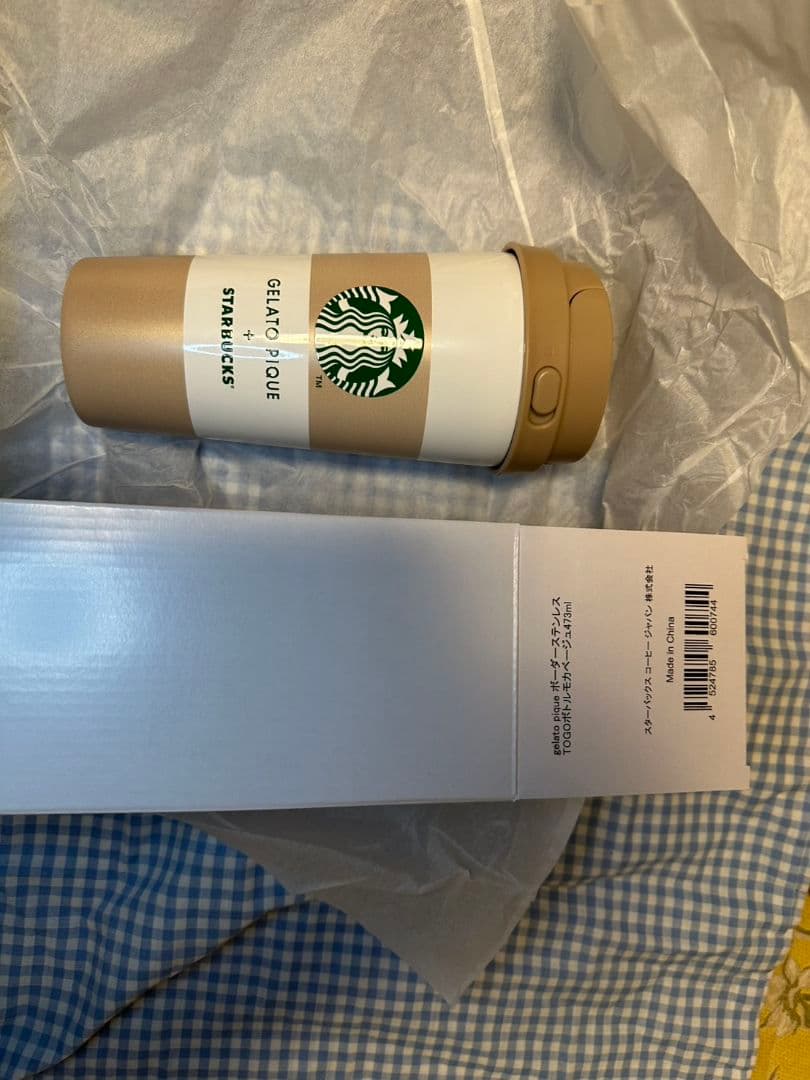 GELATO PIQUE
+
STARBUCKS®
TM
gelato pique ボーダーステンレス
TOGOボトルモカベージュ473ml
スターバックス コーヒー ジャパン 株式会社
Made in China
4 524785 600744